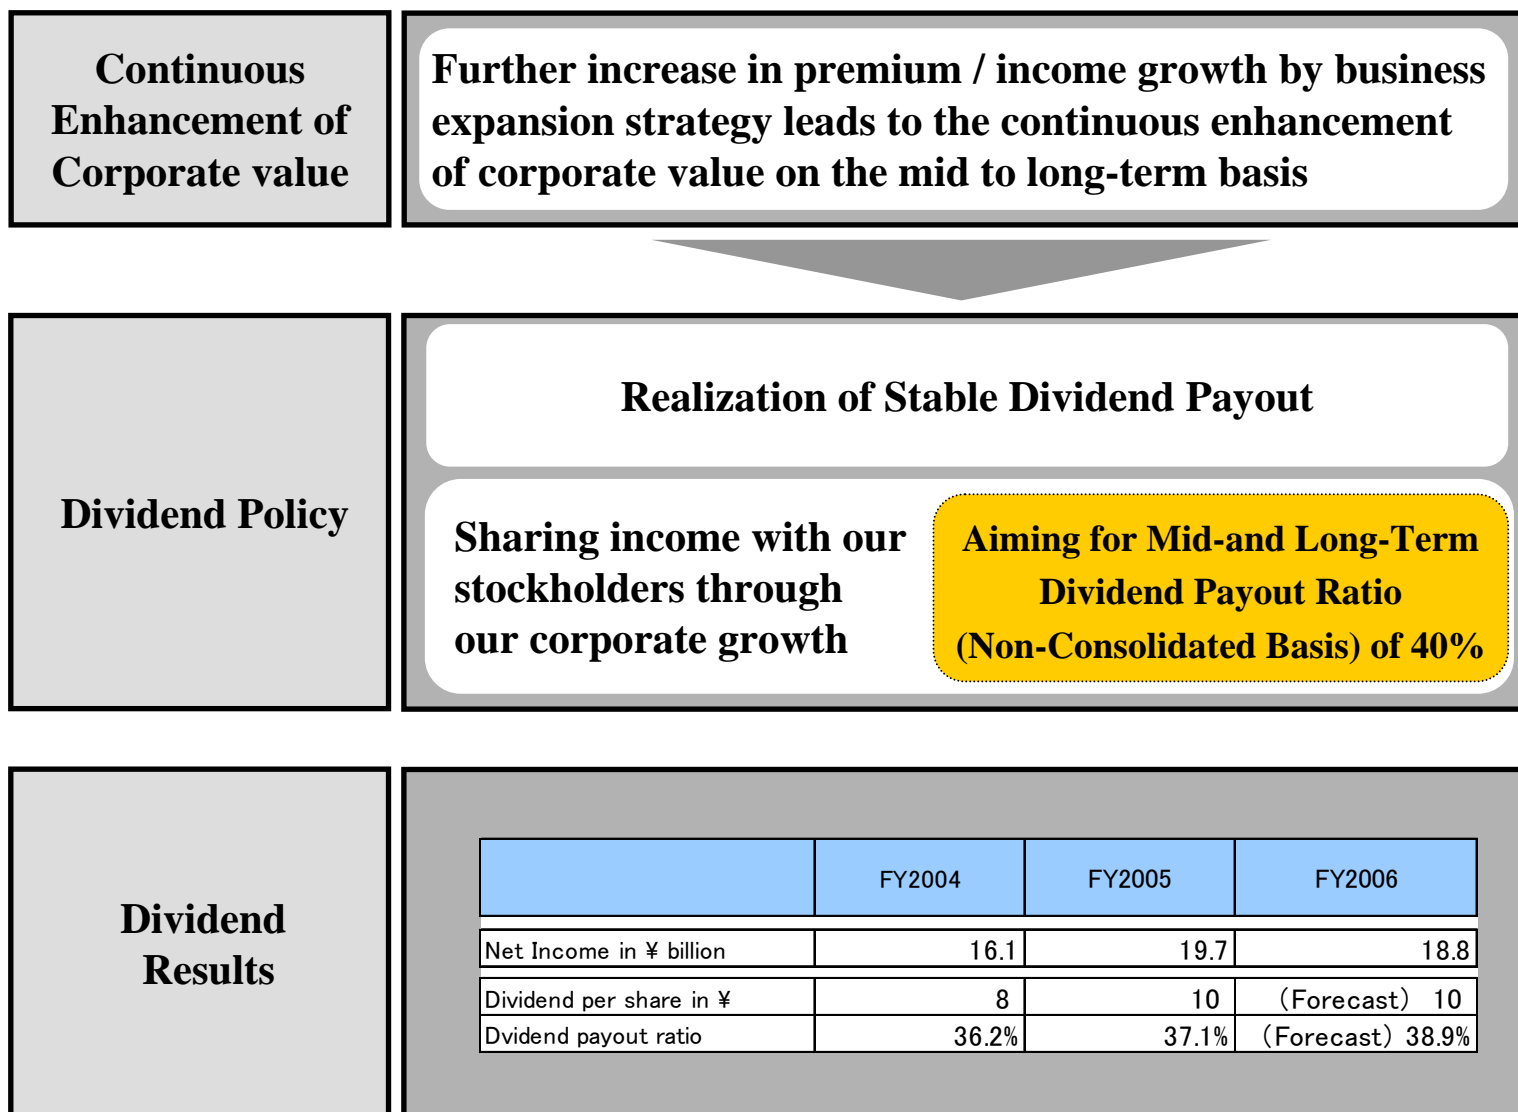 Continuous
Enhancement of
Corporate value
Further increase in premium / income growth by business
expansion strategy leads to the continuous enhancement
of corporate value on the mid to long-term basis
Dividend Policy
Realization of Stable Dividend Payout
Sharing income with our
stockholders through
our corporate growth
Aiming for Mid-and Long-Term
Dividend Payout Ratio
(Non-Consolidated Basis) of 40%
Dividend
Results
FY2004 FY2005 FY2006
Net Income in ¥ billion 16.1 19.7 18.8
Dividend per share in ¥ 8 10 (Forecast) 10
Dvidend payout ratio 36.2% 37.1% (Forecast) 38.9%